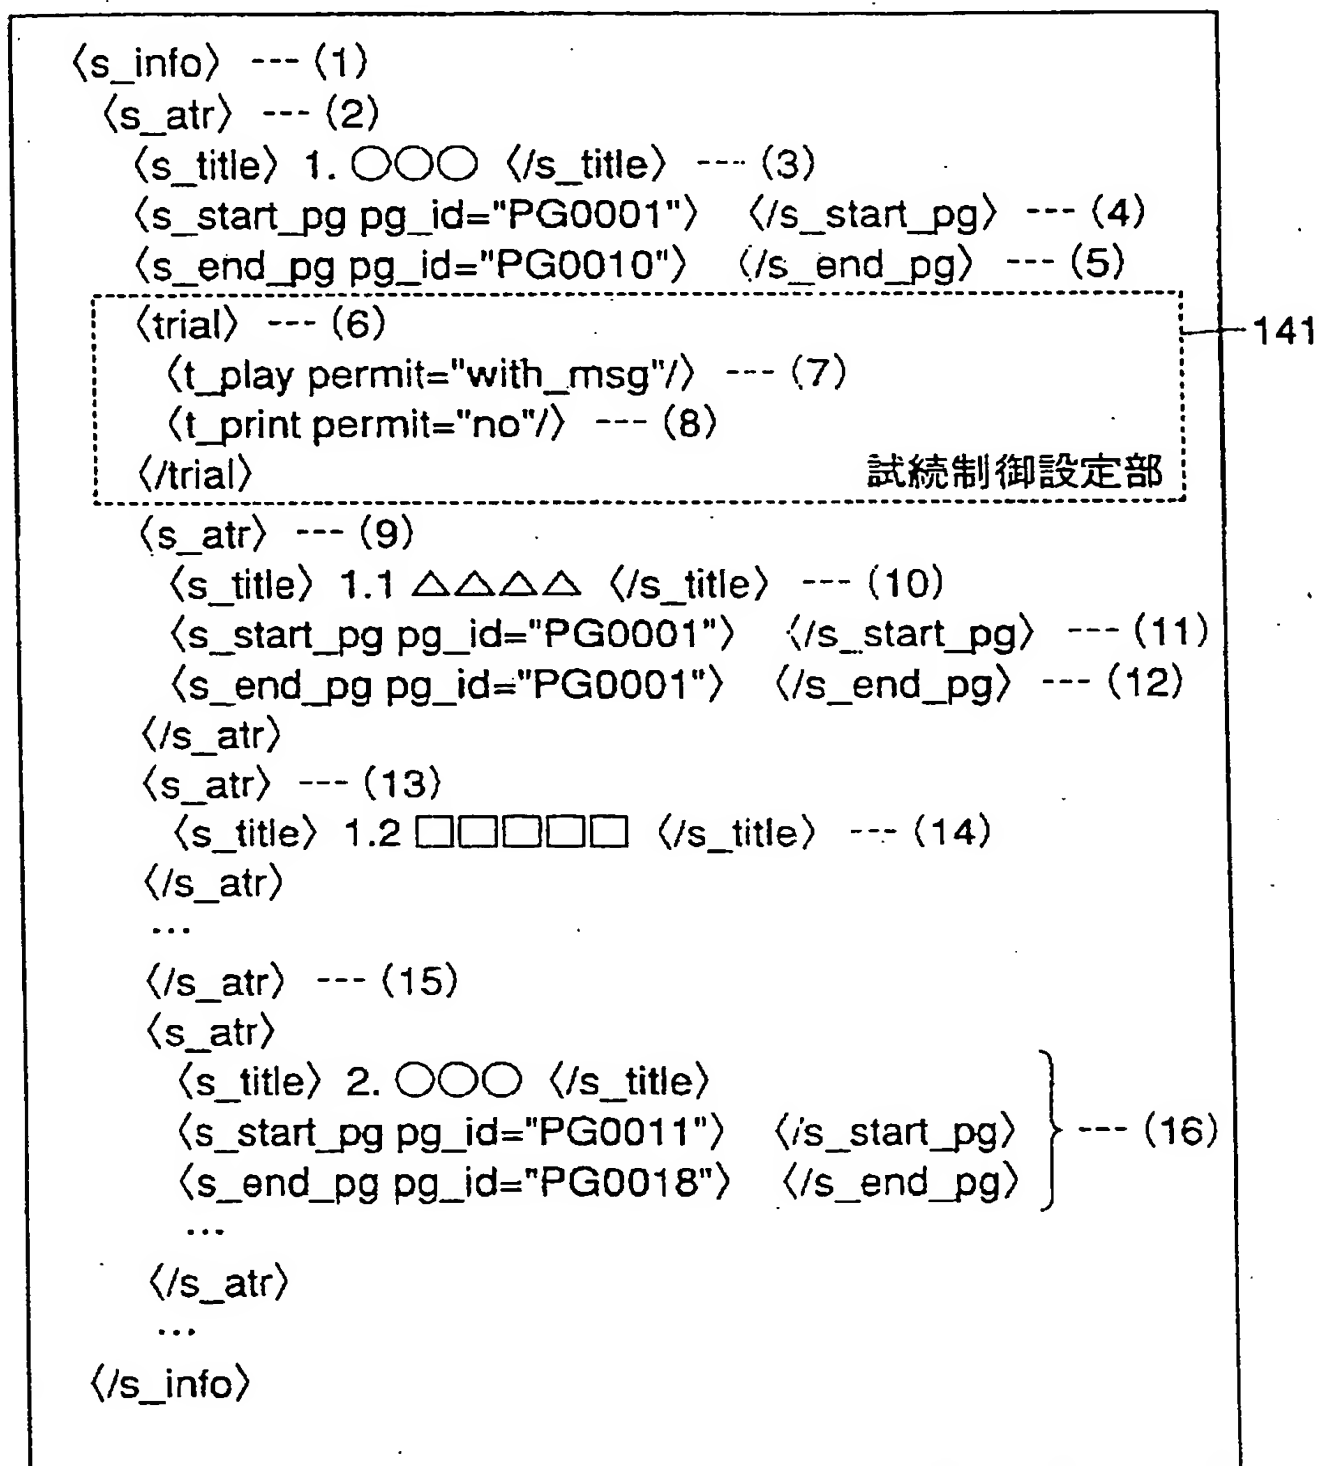 〈s_info〉 --- (1)
〈s_atr〉 --- (2)
〈s_title〉 1. ○○○ 〈/s_title〉 --- (3)
〈s_start_pg pg_id="PG0001"〉 〈/s_start_pg〉 --- (4)
〈s_end_pg pg_id="PG0010"〉 〈/s_end_pg〉 --- (5)
〈trial〉 --- (6)
141
〈t_play permit="with_msg"/〉 --- (7)
〈t_print permit="no"/〉 --- (8)
〈/trial〉 試続制御設定部
〈s_atr〉 --- (9)
〈s_title〉 1.1 △△△△ 〈/s_title〉 --- (10)
〈s_start_pg pg_id="PG0001"〉 〈/s_start_pg〉 --- (11)
〈s_end_pg pg_id="PG0001"〉 〈/s_end_pg〉 --- (12)
〈/s_atr〉
〈s_atr〉 --- (13)
〈s_title〉 1.2 □□□□□ 〈/s_title〉 --- (14)
〈/s_atr〉
...
〈/s_atr〉 --- (15)
〈s_atr〉
〈s_title〉 2. ○○○ 〈/s_title〉
〈s_start_pg pg_id="PG0011"〉 〈/s_start_pg〉 --- (16)
〈s_end_pg pg_id="PG0018"〉 〈/s_end_pg〉
...
〈/s_atr〉
...
〈/s_info〉